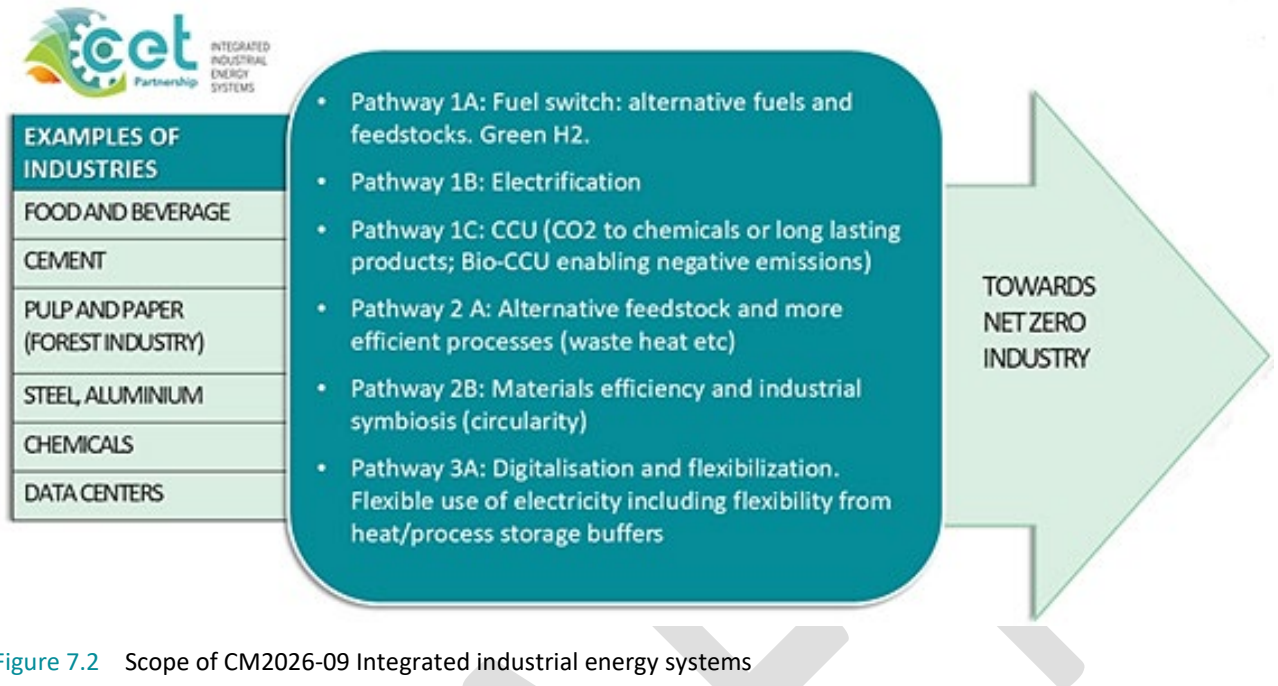 cet
Partnership
INTEGRATED
INDUSTRIAL
ENERGY
SYSTEMS
EXAMPLES OF
INDUSTRIES
FOOD AND BEVERAGE
CEMENT
PULP AND PAPER
(FOREST INDUSTRY)
STEEL, ALUMINIUM
CHEMICALS
DATA CENTERS
• Pathway 1A: Fuel switch: alternative fuels and
feedstocks. Green H2.
• Pathway 1B: Electrification
• Pathway 1C: CCU (CO2 to chemicals or long lasting
products; Bio-CCU enabling negative emissions)
• Pathway 2 A: Alternative feedstock and more
efficient processes (waste heat etc)
• Pathway 2B: Materials efficiency and industrial
symbiosis (circularity)
• Pathway 3A: Digitalisation and flexibilization.
Flexible use of electricity including flexibility from
heat/process storage buffers
TOWARDS
NET ZERO
INDUSTRY
Figure 7.2 Scope of CM2026-09 Integrated industrial energy systems